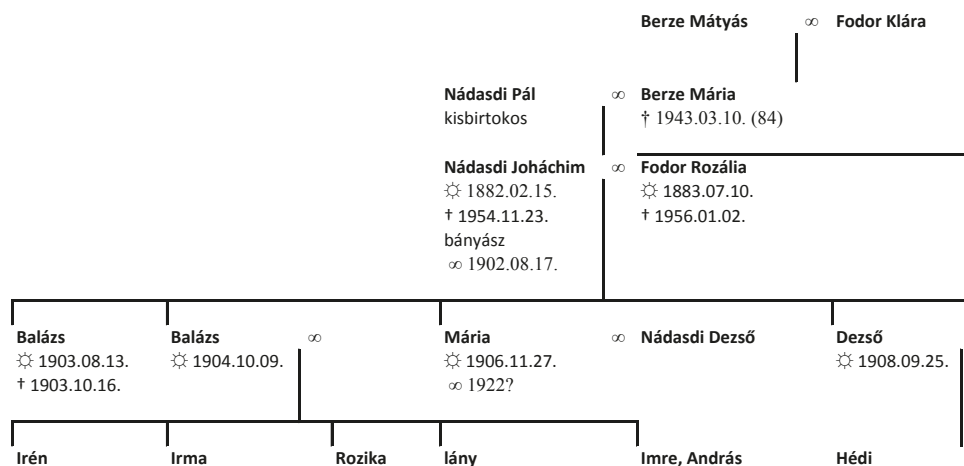 Berze Mátyás ∞ Fodor Klára
Nádasdi Pál ∞ Berze Mária
kisbirtokos † 1943.03.10. (84)
Nádasdi Joháchim ∞ Fodor Rozália
☼ 1882.02.15. ☼ 1883.07.10.
† 1954.11.23. † 1956.01.02.
bányász
∞ 1902.08.17.
Balázs Balázs ∞ Mária ∞ Nádasdi Dezső Dezső
☼ 1903.08.13. ☼ 1904.10.09. ☼ 1906.11.27. ☼ 1908.09.25.
† 1903.10.16. ∞ 1922?
Irén Irma Rozika lány Imre, András Hédi